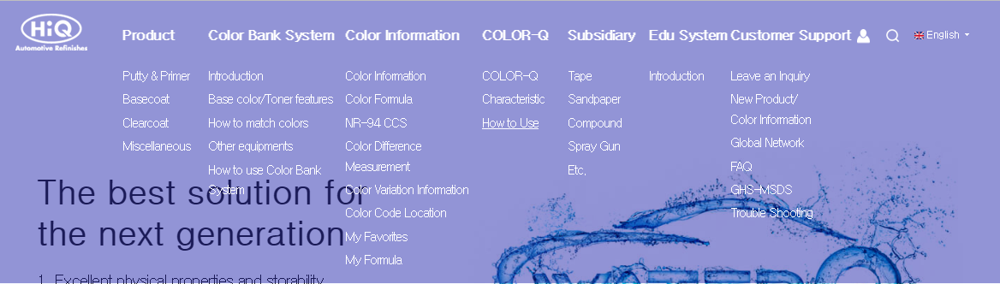 HiQ
Automotive Refinishes
Product
Color Bank System
Color Information
COLOR-Q
Subsidiary
Edu System
Customer Support
English
Putty & Primer
Basecoat
Clearcoat
Miscellaneous
Introduction
Base color/Toner features
How to match colors
Other equipments
How to use Color Bank
System
Color Information
Color Formula
NR-94 CCS
Color Difference
Measurement
Color Variation Information
Color Code Location
My Favorites
My Formula
COLOR-Q
Characteristic
How to Use
Tape
Sandpaper
Compound
Spray Gun
Etc.
Introduction
Leave an Inquiry
New Product/
Color Information
Global Network
FAQ
GHS-MSDS
Trouble Shooting
The best solution for
the next generation
1. Excellent physical properties and storability